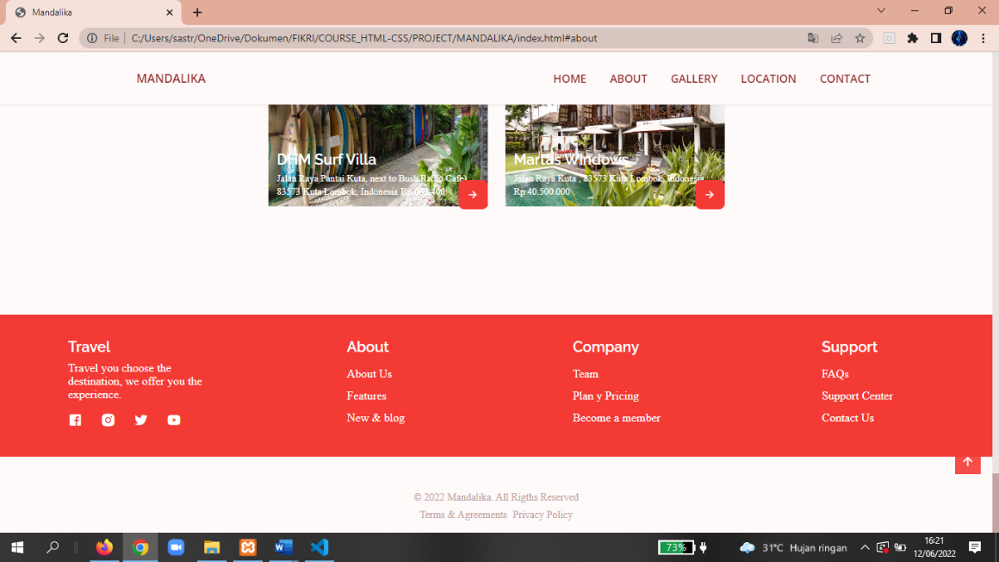 Mandalika
File C:/Users/sastr/OneDrive/Dokumen/FIKRI/COURSE_HTML-CSS/PROJECT/MANDALIKA/index.html#about
MANDALIKA HOME ABOUT GALLERY LOCATION CONTACT
DHM Surf Villa
Jalan Raya Pantai Kuta, next to Bush Radio Cafe)
83573 Kuta Lombok, Indonesia Rp
Martas Windows
Jalan Raya Kuta , 83573 Kuta Lombok, Indonesia
Rp 40.500.000
Travel
Travel you choose the
destination, we offer you the
experience.
About
About Us
Features
New & blog
Company
Team
Plan y Pricing
Become a member
Support
FAQs
Support Center
Contact Us
© 2022 Mandalika. All Rigths Reserved
Terms & Agreements Privacy Policy
73%
31°C Hujan ringan
16:21
12/06/2022